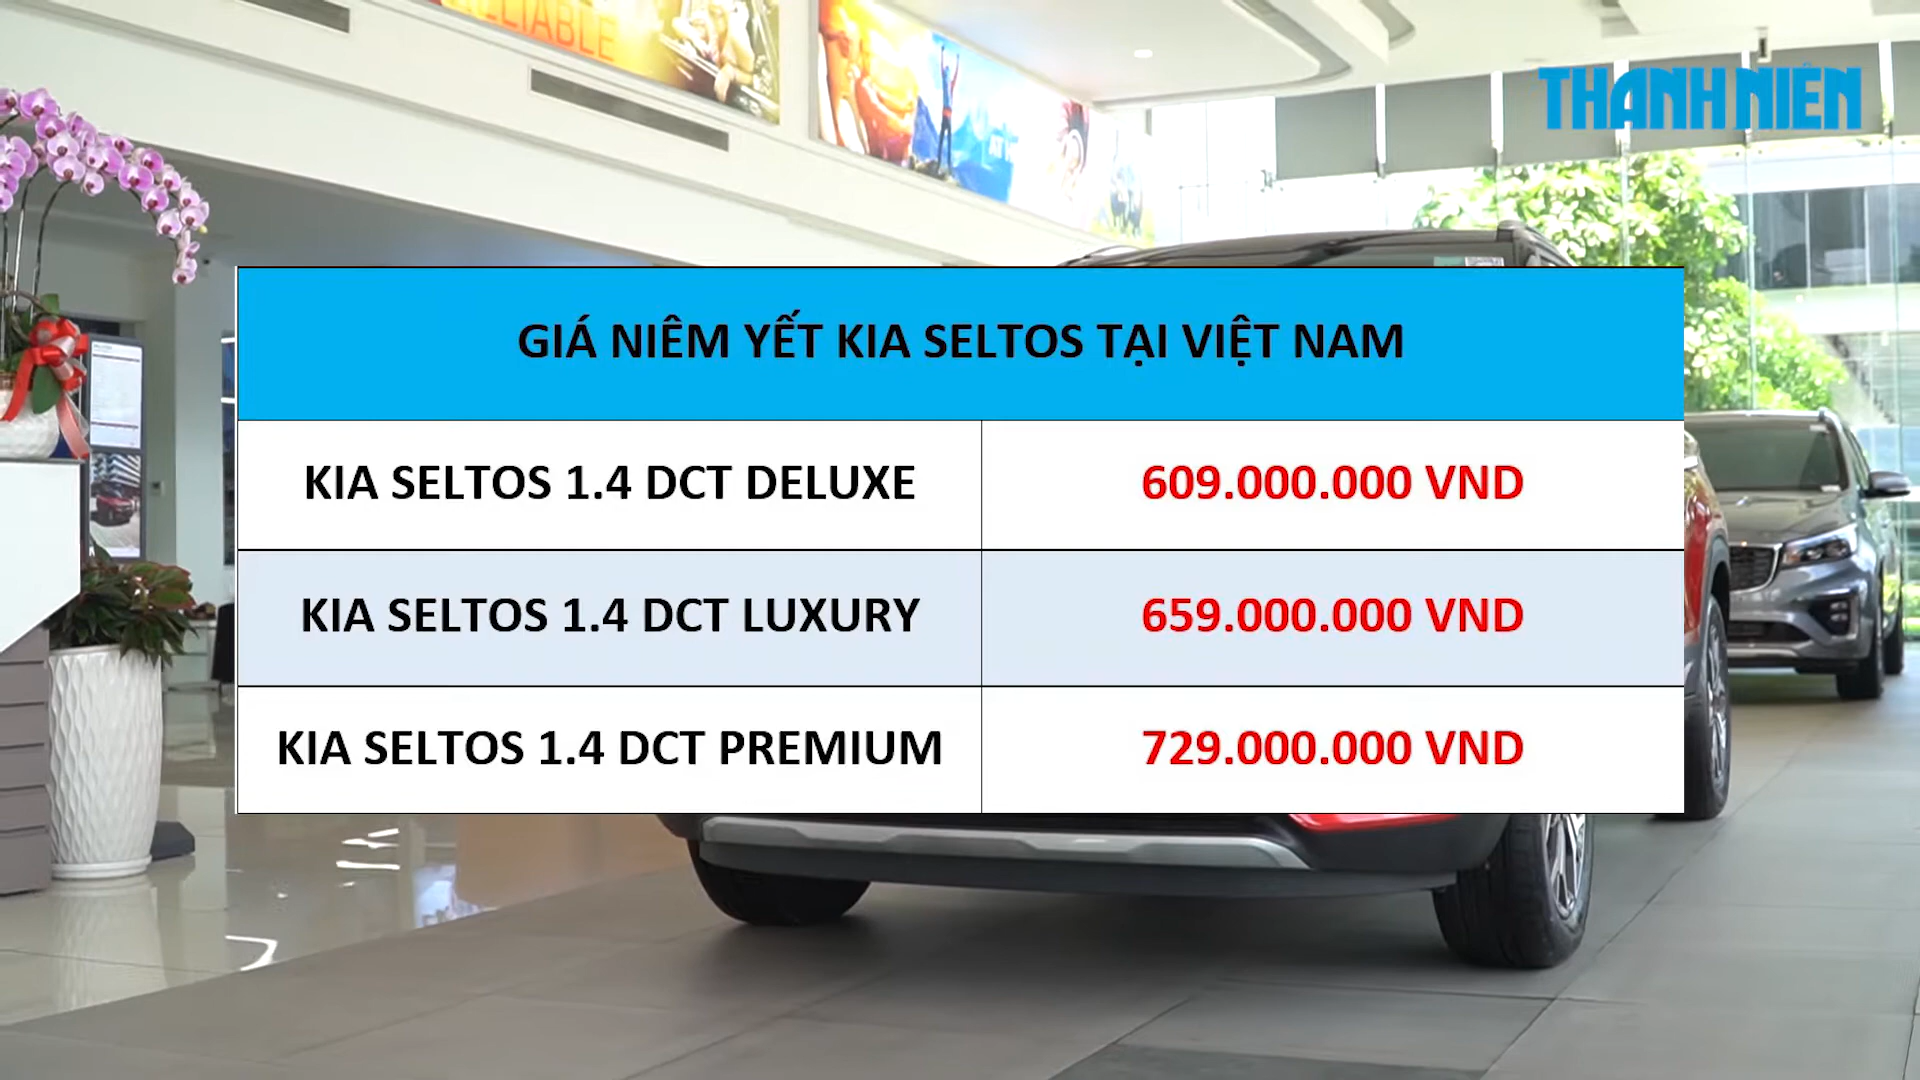 RELIABLE
THANH NIÊN
GIÁ NIÊM YẾT KIA SELTOS TẠI VIỆT NAM
KIA SELTOS 1.4 DCT DELUXE 609.000.000 VND
KIA SELTOS 1.4 DCT LUXURY 659.000.000 VND
KIA SELTOS 1.4 DCT PREMIUM 729.000.000 VND